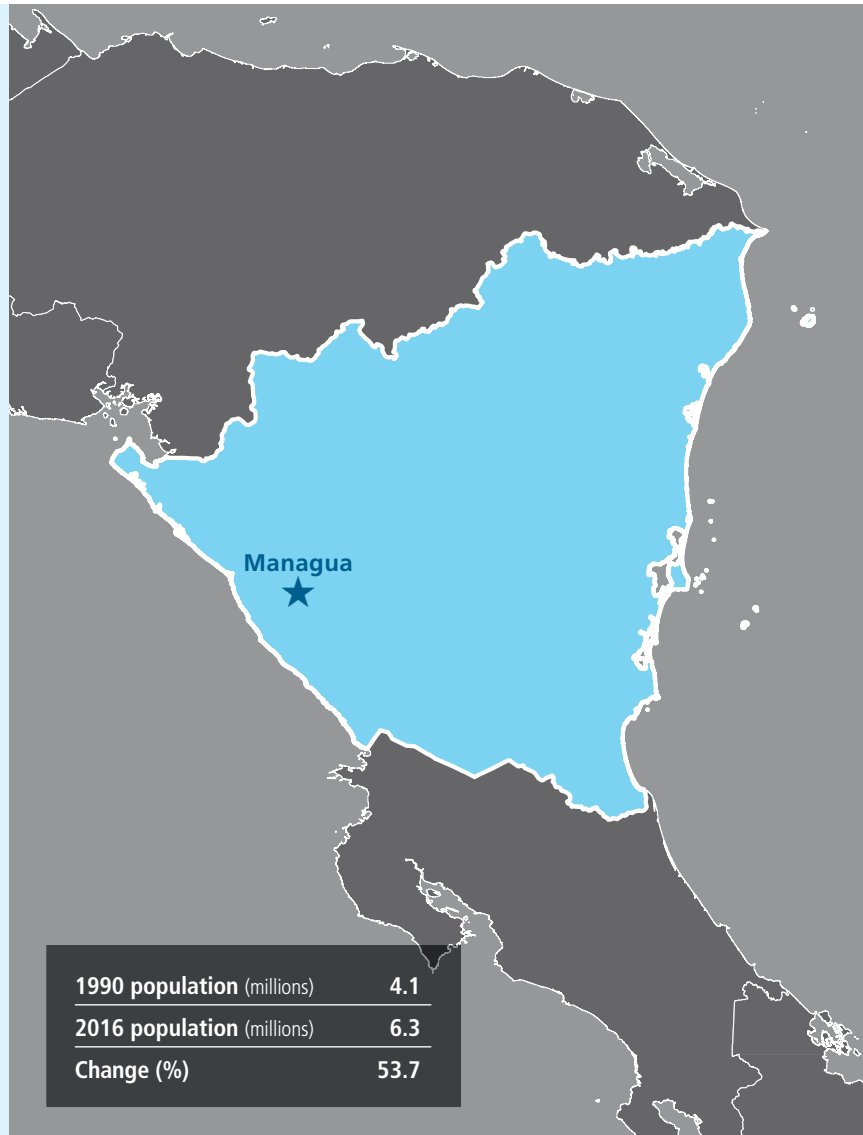 Managua
1990 population (millions) 4.1
2016 population (millions) 6.3
Change (%) 53.7